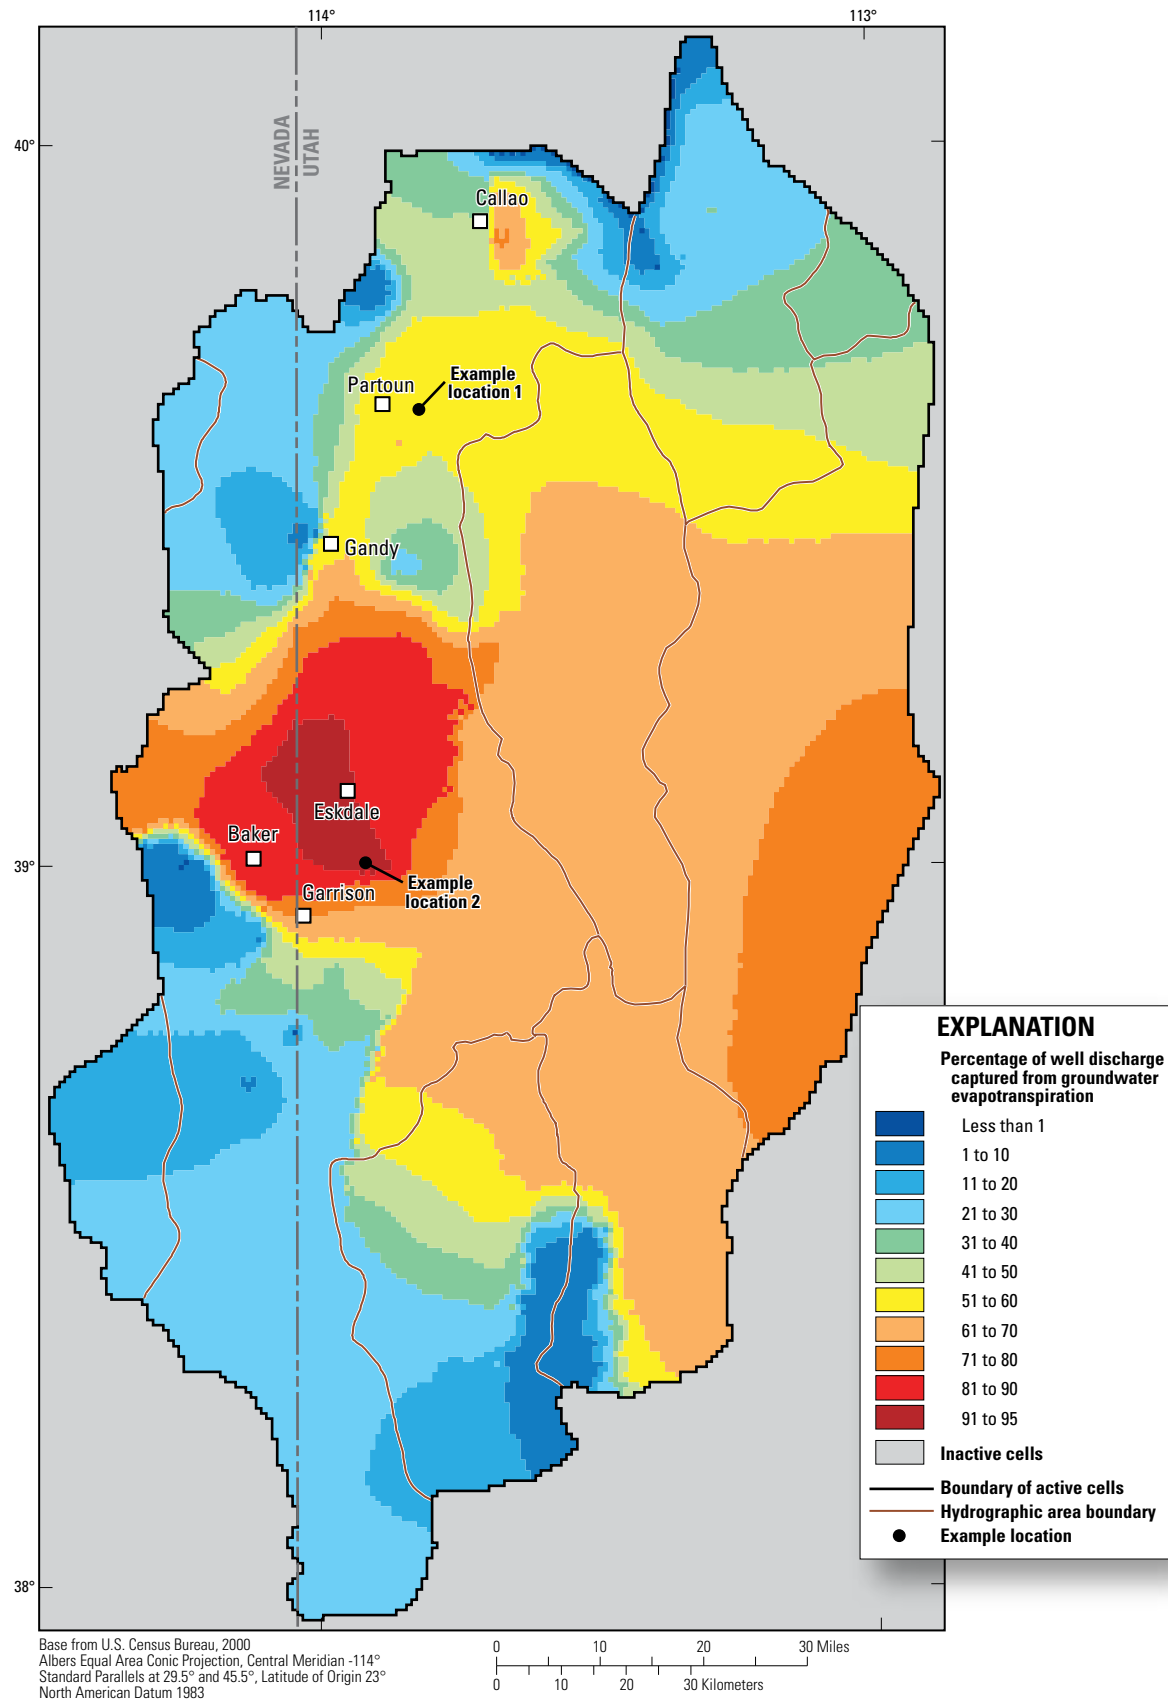 114°
113°
40°
NEVADA
UTAH
Callao
Partoun
Example
location 1
Gandy
Eskdale
Baker
39°
Garrison
Example
location 2
EXPLANATION
Percentage of well discharge
captured from groundwater
evapotranspiration
Less than 1
1 to 10
11 to 20
21 to 30
31 to 40
41 to 50
51 to 60
61 to 70
71 to 80
81 to 90
91 to 95
Inactive cells
Boundary of active cells
Hydrographic area boundary
Example location
38°
Base from U.S. Census Bureau, 2000
Albers Equal Area Conic Projection, Central Meridian -114°
Standard Parallels at 29.5° and 45.5°, Latitude of Origin 23°
North American Datum 1983
0 10 20 30 Miles
0 10 20 30 Kilometers